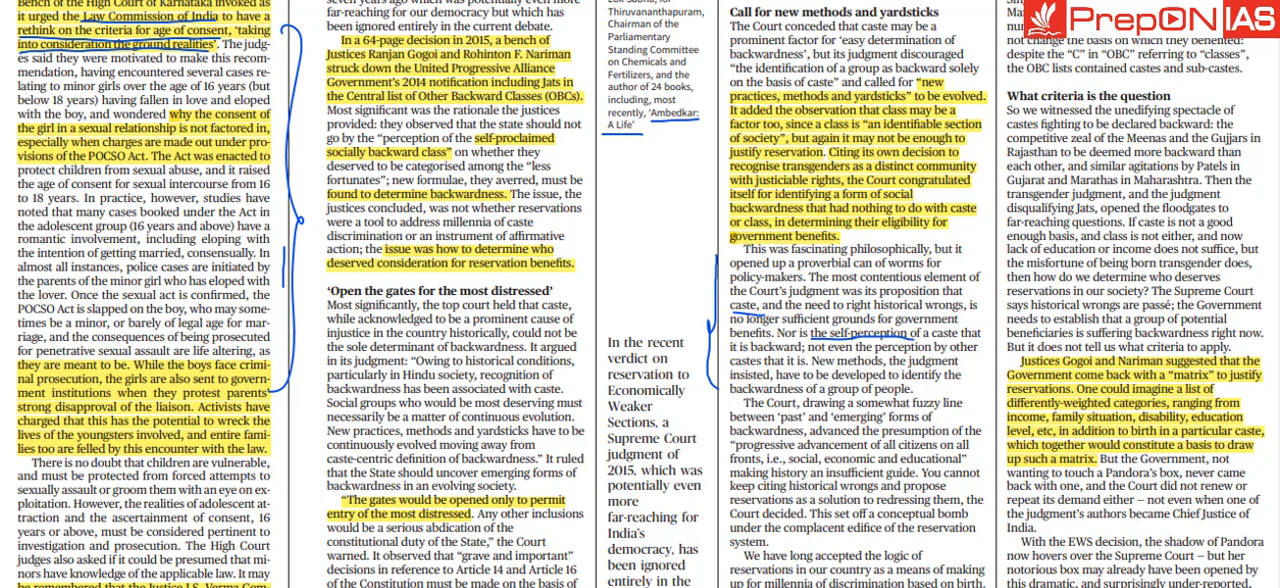 Bench of the High Court of Karnataka invoked as
it urged the Law Commission of India to have a
rethink on the criteria for age of consent, ‘taking
into consideration the ground realities’. The judg-
es said they were motivated to make this recom-
mendation, having encountered several cases re-
lating to minor girls over the age of 16 years (but
below 18 years) having fallen in love and eloped
with the boy, and wondered why the consent of
the girl in a sexual relationship is not factored in,
especially when charges are made out under pro-
visions of the POCSO Act. The Act was enacted to
protect children from sexual abuse, and it raised
the age of consent for sexual intercourse from 16
to 18 years. In practice, however, studies have
noted that many cases booked under the Act in
the adolescent group (16 years and above) have a
romantic involvement, including eloping with
the intention of getting married, consensually. In
almost all instances, police cases are initiated by
the parents of the minor girl who has eloped with
the lover. Once the sexual act is confirmed, the
POCSO Act is slapped on the boy, who may some-
times be a minor, or barely of legal age for mar-
riage, and the consequences of being prosecuted
for penetrative sexual assault are life altering, as
they are meant to be. While the boys face crimi-
nal prosecution, the girls are also sent to govern-
ment institutions when they protest parents’
strong disapproval of the liaison. Activists have
charged that this has the potential to wreck the
lives of the youngsters involved, and entire fami-
lies too are felled by this encounter with the law.
There is no doubt that children are vulnerable,
and must be protected from forced attempts to
sexually assault or groom them with an eye on ex-
ploitation. However, the realities of adolescent at-
traction and the ascertainment of consent, 16
years or above, must be considered pertinent to
investigation and prosecution. The High Court
judges also asked if it could be presumed that mi-
nors have knowledge of the applicable law. It may
be remembered that the Justice J.S. Verma Com-
seven years ago which was potentially even more
far-reaching for our democracy but which has
been ignored entirely in the current debate.
In a 64-page decision in 2015, a bench of
Justices Ranjan Gogoi and Rohinton F. Nariman
struck down the United Progressive Alliance
Government’s 2014 notification including Jats in
the Central list of Other Backward Classes (OBCs).
Most significant was the rationale the justices
provided: they observed that the state should not
go by the “perception of the self-proclaimed
socially backward class” on whether they
deserved to be categorised among the “less
fortunates”; new formulae, they averred, must be
found to determine backwardness. The issue, the
justices concluded, was not whether reservations
were a tool to address millennia of caste
discrimination or an instrument of affirmative
action; the issue was how to determine who
deserved consideration for reservation benefits.
‘Open the gates for the most distressed’
Most significantly, the top court held that caste,
while acknowledged to be a prominent cause of
injustice in the country historically, could not be
the sole determinant of backwardness. It argued
in its judgment: “Owing to historical conditions,
particularly in Hindu society, recognition of
backwardness has been associated with caste.
Social groups who would be most deserving must
necessarily be a matter of continuous evolution.
New practices, methods and yardsticks have to be
continuously evolved moving away from
caste-centric definition of backwardness.” It ruled
that the State should uncover emerging forms of
backwardness in an evolving society.
“The gates would be opened only to permit
entry of the most distressed. Any other inclusions
would be a serious abdication of the
constitutional duty of the State,” the Court
warned. It observed that “grave and important”
decisions in reference to Article 14 and Article 16
of the Constitution must be made on the basis of
Lok Sabha, for
Thiruvananthapuram,
Chairman of the
Parliamentary
Standing Committee
on Chemicals and
Fertilizers, and the
author of 24 books,
including, most
recently, ‘Ambedkar:
A Life’
In the recent
verdict on
reservation to
Economically
Weaker
Sections, a
Supreme Court
judgment of
2015, which was
potentially even
more
far-reaching for
India’s
democracy, has
been ignored
entirely in the
Call for new methods and yardsticks
The Court conceded that caste may be a
prominent factor for ‘easy determination of
backwardness’, but its judgment discouraged
“the identification of a group as backward solely
on the basis of caste” and called for “new
practices, methods and yardsticks” to be evolved.
It added the observation that class may be a
factor too, since a class is “an identifiable section
of society”, but again it may not be enough to
justify reservation. Citing its own decision to
recognise transgenders as a distinct community
with justiciable rights, the Court congratulated
itself for identifying a form of social
backwardness that had nothing to do with caste
or class, in determining their eligibility for
government benefits.
This was fascinating philosophically, but it
opened up a proverbial can of worms for
policy-makers. The most contentious element of
the Court’s judgment was its proposition that
caste, and the need to right historical wrongs, is
no longer sufficient grounds for government
benefits. Nor is the self-perception of a caste that
it is backward; not even the perception by other
castes that it is. New methods, the judgment
insisted, have to be developed to identify the
backwardness of a group of people.
The Court, drawing a somewhat fuzzy line
between ‘past’ and ‘emerging’ forms of
backwardness, advanced the presumption of the
“progressive advancement of all citizens on all
fronts, i.e., social, economic and educational”
making history an insufficient guide. You cannot
keep citing historical wrongs and propose
reservations as a solution to redressing them, the
Court decided. This set off a conceptual bomb
under the complacent edifice of the reservation
system.
We have long accepted the logic of
reservations in our country as a means of making
up for millennia of discrimination based on birth.
PrepON IAS
not change the basis on which they benefited:
despite the “C” in “OBC” referring to “classes”,
the OBC lists contained castes and sub-castes.
What criteria is the question
So we witnessed the unedifying spectacle of
castes fighting to be declared backward: the
competitive zeal of the Meenas and the Gujjars in
Rajasthan to be deemed more backward than
each other, and similar agitations by Patels in
Gujarat and Marathas in Maharashtra. Then the
transgender judgment, and the judgment
disqualifying Jats, opened the floodgates to
far-reaching questions. If caste is not a good
enough basis, and class is not either, and now
lack of education or income does not suffice, but
the misfortune of being born transgender does,
then how do we determine who deserves
reservations in our society? The Supreme Court
says historical wrongs are passé; the Government
needs to establish that a group of potential
beneficiaries is suffering backwardness right now.
But it does not tell us what criteria to apply.
Justices Gogoi and Nariman suggested that the
Government come back with a “matrix” to justify
reservations. One could imagine a list of
differently-weighted categories, ranging from
income, family situation, disability, education
level, etc, in addition to birth in a particular caste,
which together would constitute a basis to draw
up such a matrix. But the Government, not
wanting to touch a Pandora’s box, never came
back with one, and the Court did not renew or
repeat its demand either – not even when one of
the judgment’s authors became Chief Justice of
India.
With the EWS decision, the shadow of Pandora
now hovers over the Supreme Court – but her
notorious box may already have been opened by
this dramatic, and surprisingly under-reported,